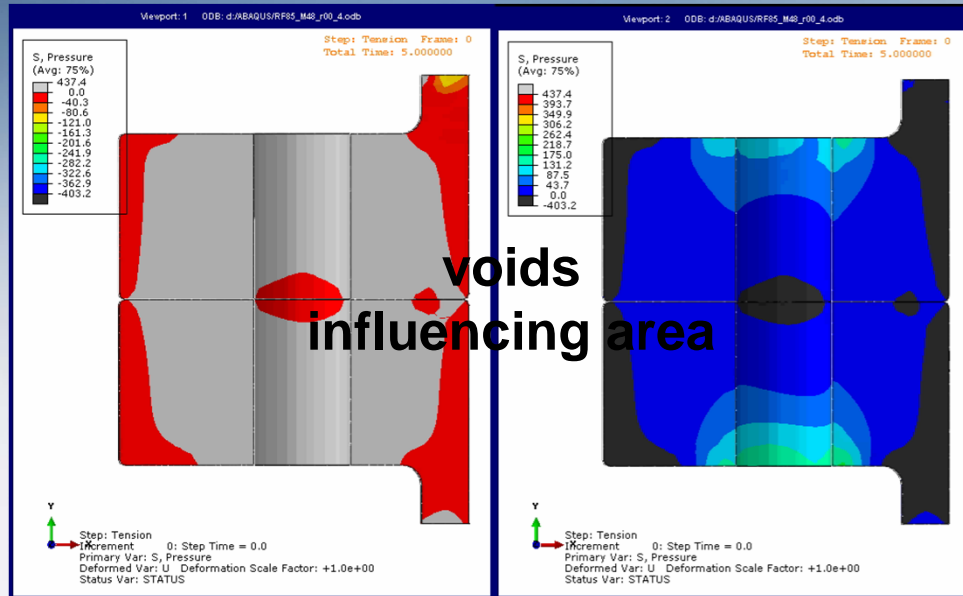 Viewport: 1 ODB: d:/ABAQUS/RF85_M48_r00_4.odb
Step: Tension Frame: 0
Total Time: 5.000000
S, Pressure
(Avg: 75%)
437.4
0.0
-40.3
-80.6
-121.0
-161.3
-201.6
-241.9
-282.2
-322.6
-362.9
-403.2
Y
X
Step: Tension
Increment 0: Step Time = 0.0
Primary Var: S, Pressure
Deformed Var: U Deformation Scale Factor: +1.0e+00
Status Var: STATUS
voids
influencing area
Viewport: 2 ODB: d:/ABAQUS/RF85_M48_r00_4.odb
Step: Tension Frame: 0
Total Time: 5.000000
S, Pressure
(Avg: 75%)
437.4
393.7
349.9
306.2
262.4
218.7
175.0
131.2
87.5
43.7
0.0
-403.2
Y
X
Step: Tension
Increment 0: Step Time = 0.0
Primary Var: S, Pressure
Deformed Var: U Deformation Scale Factor: +1.0e+00
Status Var: STATUS